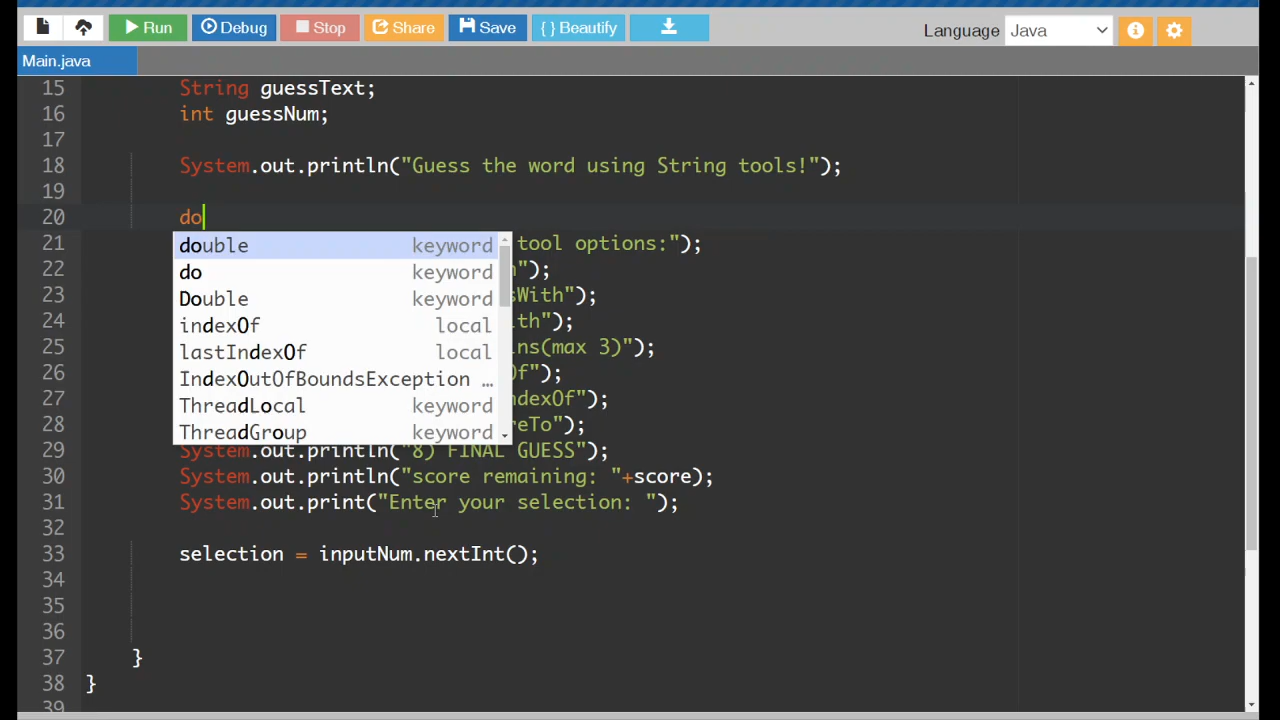 Run Debug Stop Share Save { } Beautify Language Java
Main.java
15 String guessText;
16 int guessNum;
17
18 System.out.println("Guess the word using String tools!");
19
20 do
double keyword
do keyword
Double keyword
indexOf local
lastIndexOf local
IndexOutOfBoundsException …
ThreadLocal keyword
ThreadGroup keyword
21 tool options:");
22 ");
23 sWith");
24 ith");
25 ins(max 3)");
26 Of");
27 ndexOf");
28 reTo");
29 System.out.println("8) FINAL GUESS");
30 System.out.println("score remaining: "+score);
31 System.out.print("Enter your selection: ");
32
33 selection = inputNum.nextInt();
34
35
36
37 }
38 }
39